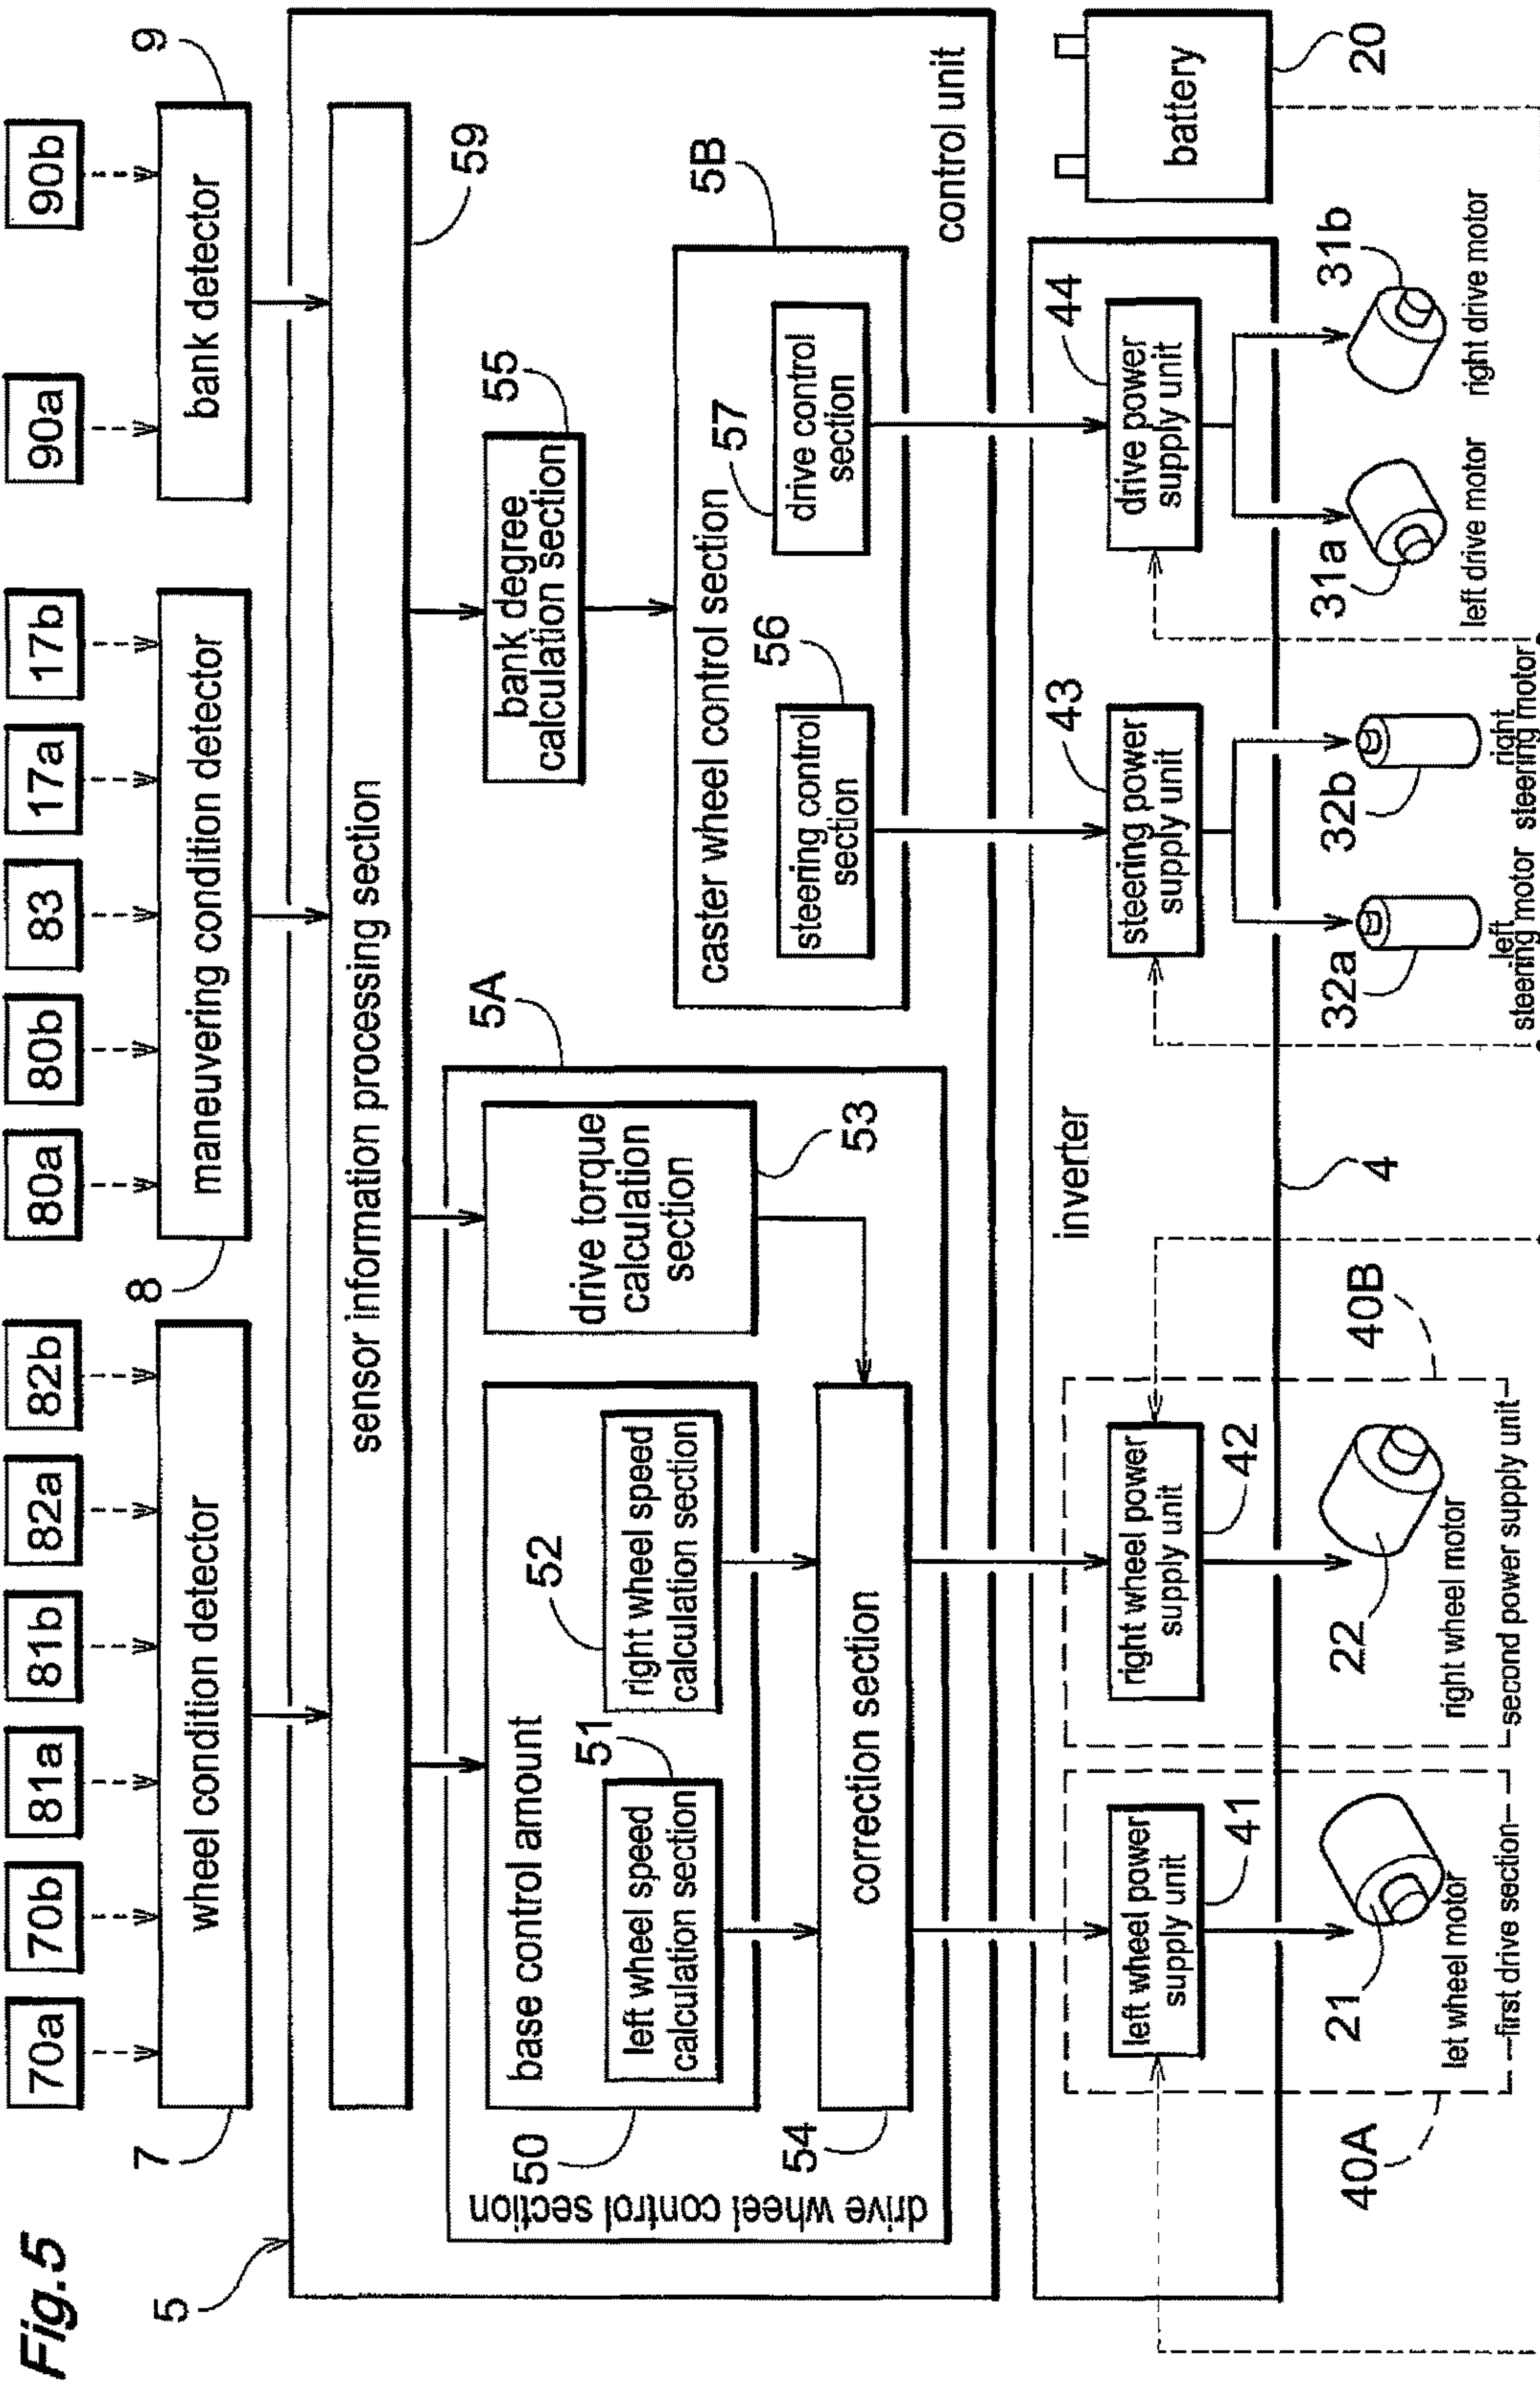 Fig.5
70a
70b
81a
81b
82a
82b
80a
80b
83
17a
17b
90a
90b
7
wheel condition detector
8
maneuvering condition detector
bank detector
9
5
sensor information processing section
59
drive wheel control section
5A
50
base control amount
51
left wheel speed
calculation section
52
right wheel speed
calculation section
drive torque
calculation
section
53
54
correction section
bank degree
calculation section
55
caster wheel control section
5B
steering control
section
56
drive control
section
57
control unit
inverter
4
left wheel power
supply unit
41
right wheel power
supply unit
42
steering power
supply unit
43
drive power
supply unit
44
battery
20
40A
21
let wheel motor
first drive section
22
right wheel motor
second power supply unit
40B
32a
left
steering motor
32b
right
steering motor
31a
left drive motor
31b
right drive motor